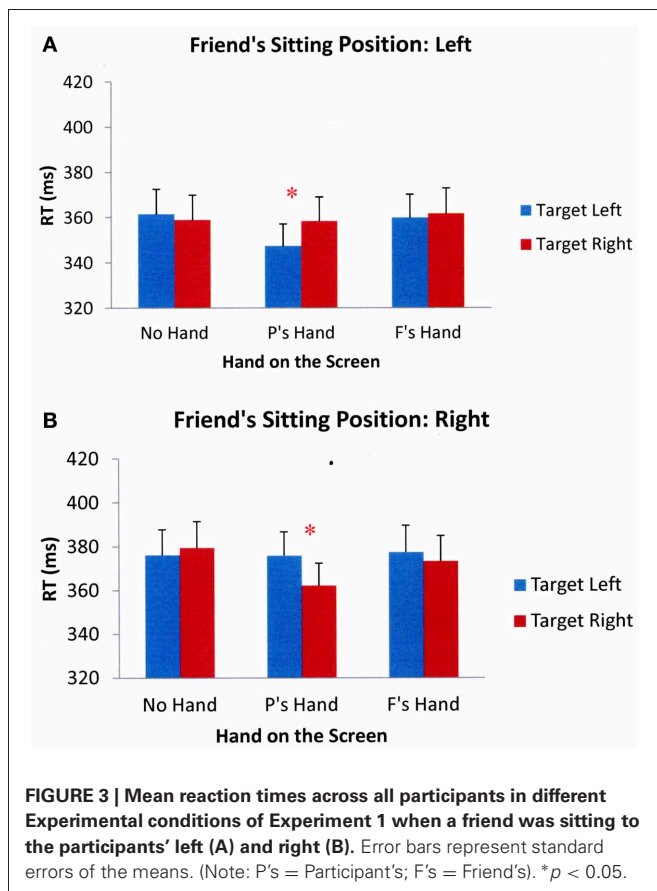 A
Friend's Sitting Position: Left
420
400
380
360
340
320
RT (ms)
*
Target Left
Target Right
No Hand P's Hand F's Hand
Hand on the Screen
B
Friend's Sitting Position: Right
420
400
380
360
340
320
RT (ms)
*
Target Left
Target Right
No Hand P's Hand F's Hand
Hand on the Screen
FIGURE 3 | Mean reaction times across all participants in different
Experimental conditions of Experiment 1 when a friend was sitting to
the participants' left (A) and right (B). Error bars represent standard
errors of the means. (Note: P's = Participant's; F's = Friend's). *p < 0.05.